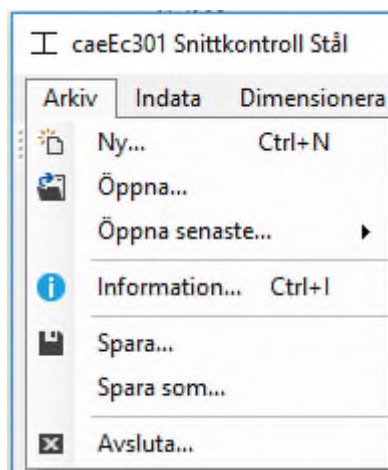 caeEc301 Snittkontroll Stål
Arkiv Indata Dimensionera
Ny... Ctrl+N
Öppna...
Öppna senaste...
Information... Ctrl+I
Spara...
Spara som...
Avsluta...